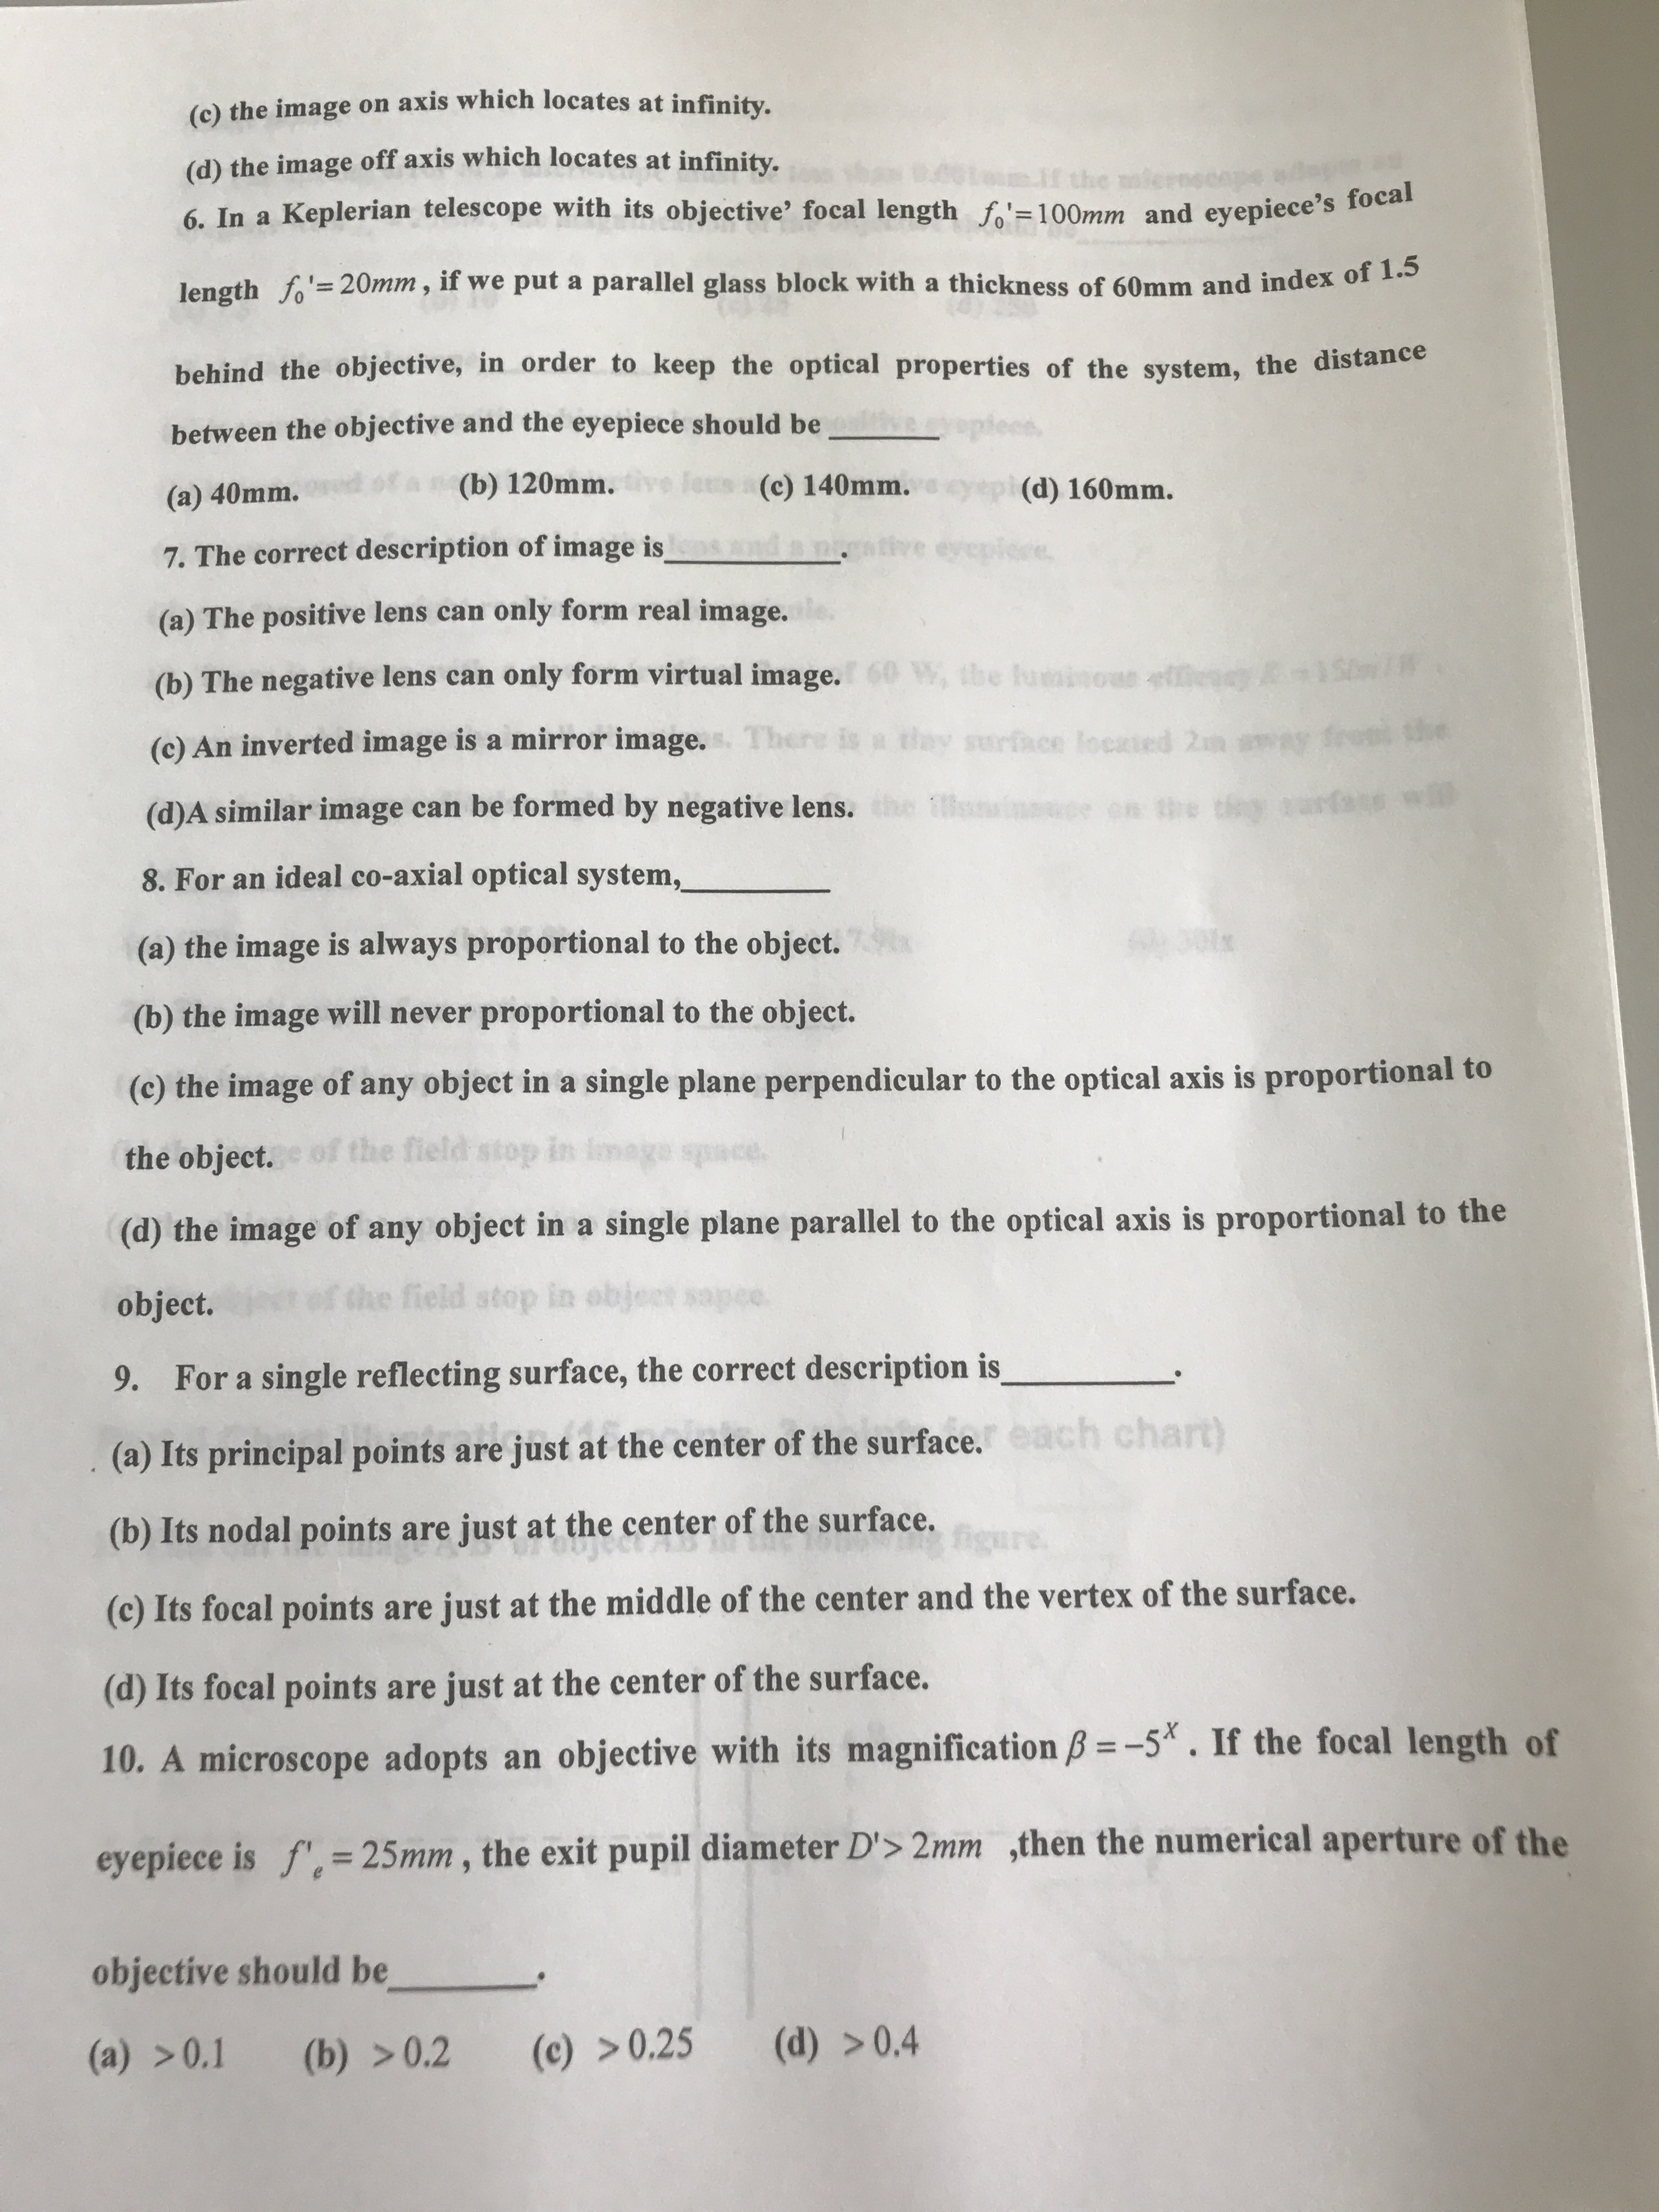 (c) the image on axis which locates at infinity.
(d) the image off axis which locates at infinity.
6. In a Keplerian telescope with its objective’ focal length f₀'=100mm and eyepiece’s focal
length f₀'=20mm, if we put a parallel glass block with a thickness of 60mm and index of 1.5
behind the objective, in order to keep the optical properties of the system, the distance
between the objective and the eyepiece should be ______
(a) 40mm. (b) 120mm. (c) 140mm. (d) 160mm.
7. The correct description of image is__________.
(a) The positive lens can only form real image.
(b) The negative lens can only form virtual image.
(c) An inverted image is a mirror image.
(d)A similar image can be formed by negative lens.
8. For an ideal co-axial optical system,________
(a) the image is always proportional to the object.
(b) the image will never proportional to the object.
(c) the image of any object in a single plane perpendicular to the optical axis is proportional to
the object.
(d) the image of any object in a single plane parallel to the optical axis is proportional to the
object.
9. For a single reflecting surface, the correct description is_________.
(a) Its principal points are just at the center of the surface.
(b) Its nodal points are just at the center of the surface.
(c) Its focal points are just at the middle of the center and the vertex of the surface.
(d) Its focal points are just at the center of the surface.
10. A microscope adopts an objective with its magnification β = −5ˣ . If the focal length of
eyepiece is f'ₑ = 25mm , the exit pupil diameter D'> 2mm ,then the numerical aperture of the
objective should be________.
(a) >0.1 (b) >0.2 (c) >0.25 (d) >0.4